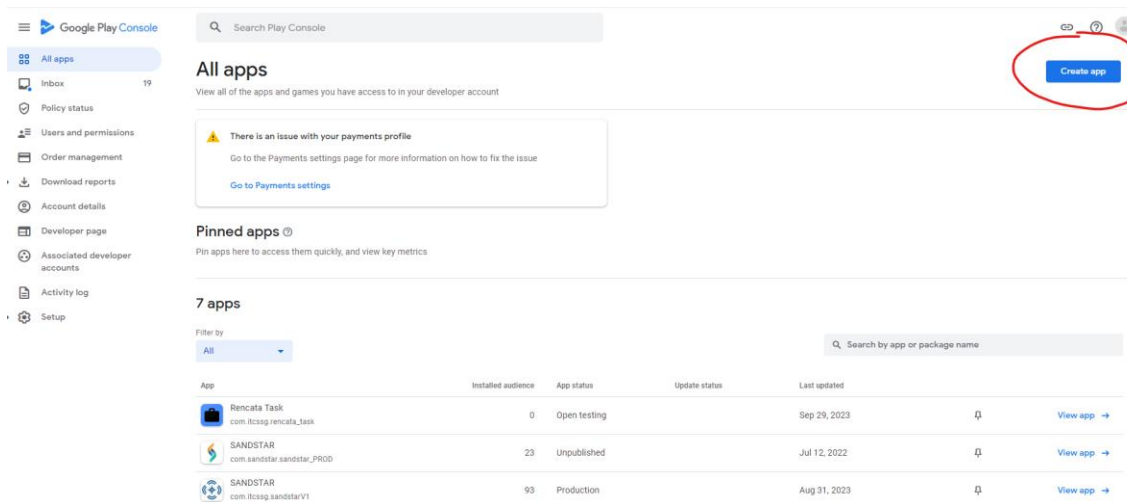 Google Play Console
Search Play Console
All apps
Inbox 19
Policy status
Users and permissions
Order management
Download reports
Account details
Developer page
Associated developer
accounts
Activity log
Setup
All apps
Create app
View all of the apps and games you have access to in your developer account
There is an issue with your payments profile
Go to the Payments settings page for more information on how to fix the issue
Go to Payments settings
Pinned apps
Pin apps here to access them quickly, and view key metrics
7 apps
Filter by
All
Search by app or package name
App Installed audience App status Update status Last updated
Rencata Task
com.itcssg.rencata_task
0 Open testing Sep 29, 2023 View app →
SANDSTAR
com.sandstar.sandstar_PROD
23 Unpublished Jul 12, 2022 View app →
SANDSTAR
com.itcssg.sandstarV1
93 Production Aug 31, 2023 View app →